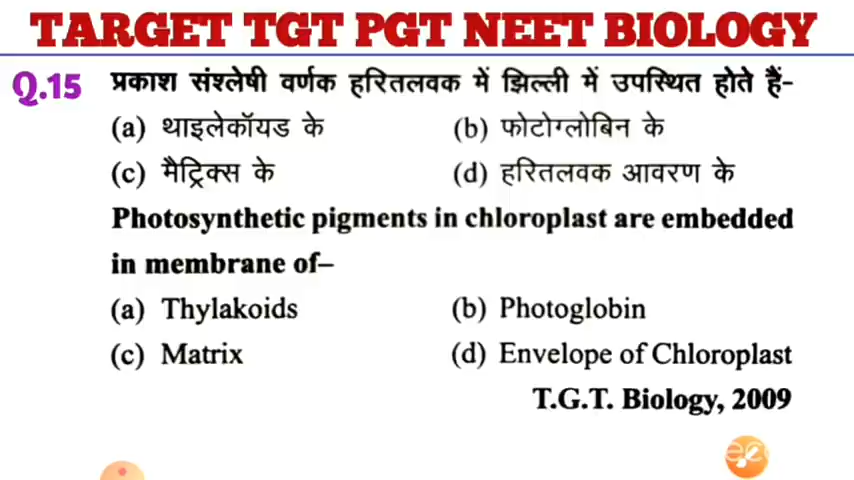 TARGET TGT PGT NEET BIOLOGY
Q.15 प्रकाश संश्लेषी वर्णक हरितलवक में झिल्ली में उपस्थित होते हैं-
(a) थाइलेकॉयड के (b) फोटोग्लोबिन के
(c) मैट्रिक्स के (d) हरितलवक आवरण के
Photosynthetic pigments in chloroplast are embedded
in membrane of–
(a) Thylakoids (b) Photoglobin
(c) Matrix (d) Envelope of Chloroplast
T.G.T. Biology, 2009